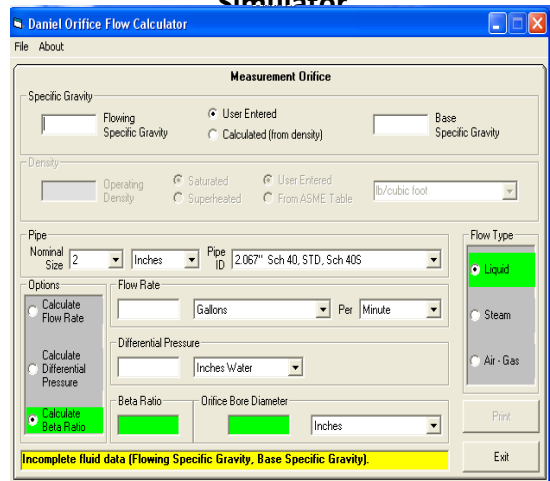 Simulator
Daniel Orifice Flow Calculator
File About
Measurement Orifice
Specific Gravity
Flowing Specific Gravity
User Entered
Calculated (from density)
Base Specific Gravity
Density
Operating Density
Saturated
Superheated
User Entered
From ASME Table
lb/cubic foot
Pipe
Nominal Size
2
Inches
Pipe ID
2.067" Sch 40, STD, Sch 40S
Flow Type
Liquid
Steam
Air - Gas
Options
Calculate Flow Rate
Calculate Differential Pressure
Calculate Beta Ratio
Flow Rate
Gallons
Per
Minute
Differential Pressure
Inches Water
Beta Ratio
Orifice Bore Diameter
Inches
Print
Exit
Incomplete fluid data (Flowing Specific Gravity, Base Specific Gravity).